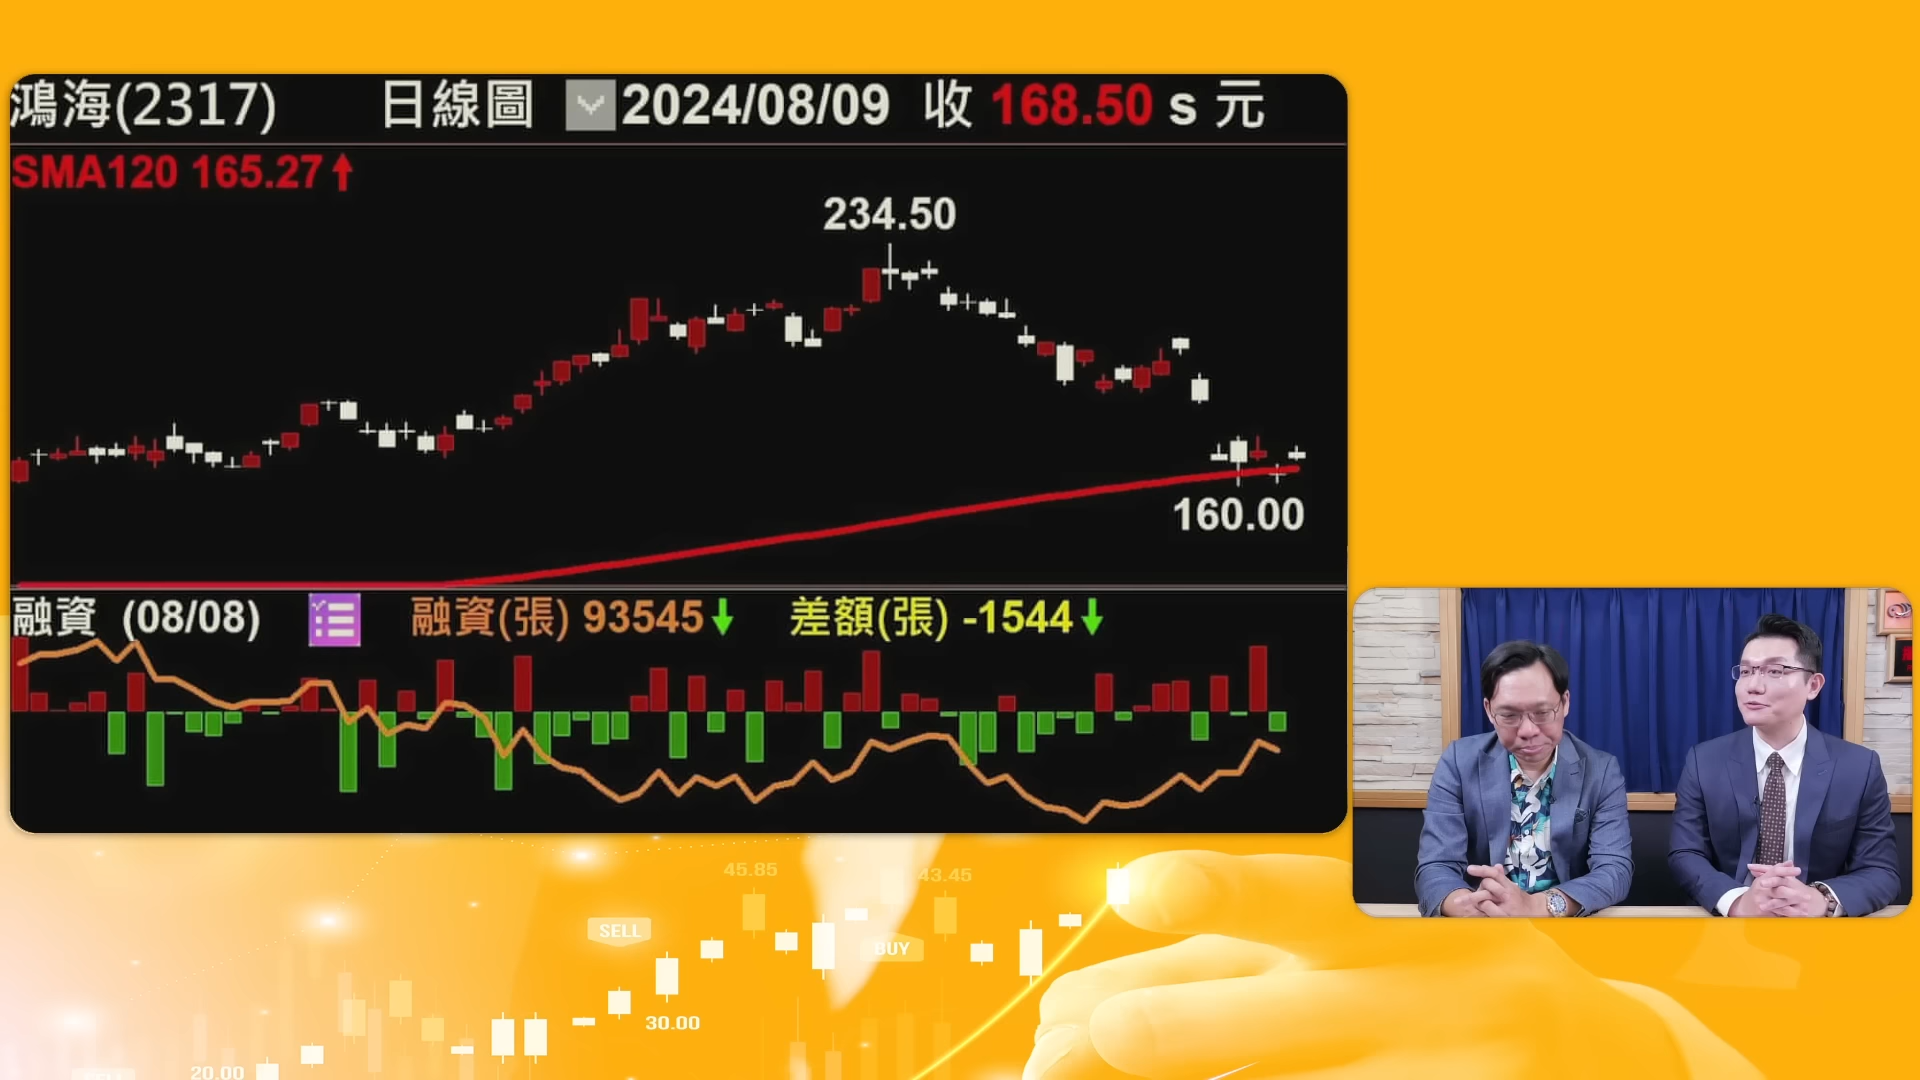 鴻海(2317) 日線圖 2024/08/09 收 168.50 s 元
SMA120 165.27
234.50
160.00
融資 (08/08) 融資(張) 93545 差額(張) -1544
45.85
43.45
SELL
BUY
30.00
20.00
SELL